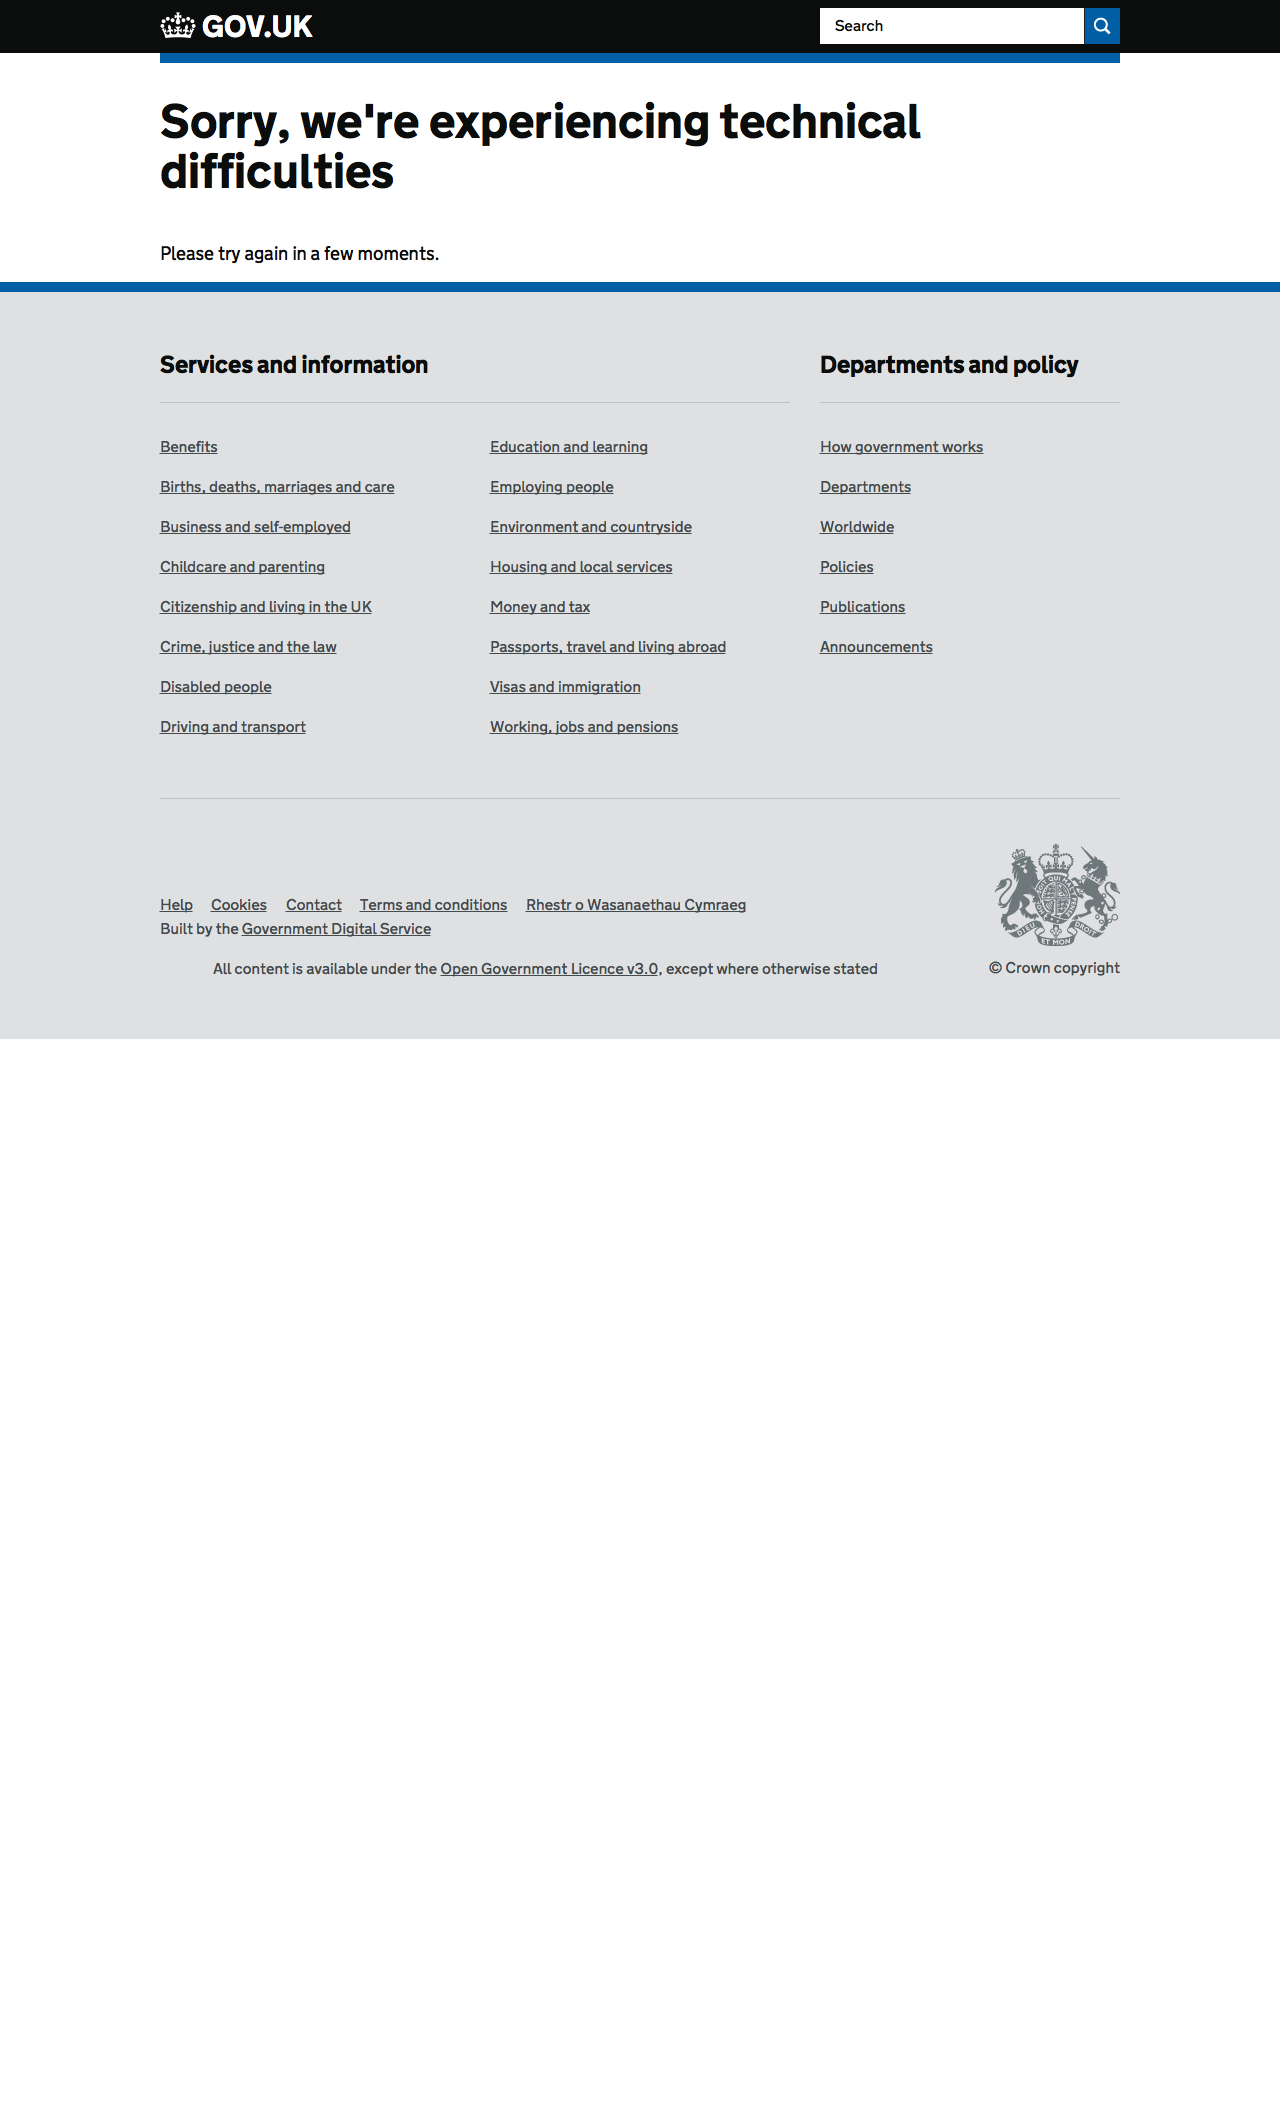 GOV.UK
Search
Sorry, we're experiencing technical
difficulties
Please try again in a few moments.
Services and information
Benefits
Births, deaths, marriages and care
Business and self-employed
Childcare and parenting
Citizenship and living in the UK
Crime, justice and the law
Disabled people
Driving and transport
Education and learning
Employing people
Environment and countryside
Housing and local services
Money and tax
Passports, travel and living abroad
Visas and immigration
Working, jobs and pensions
Departments and policy
How government works
Departments
Worldwide
Policies
Publications
Announcements
Help Cookies Contact Terms and conditions Rhestr o Wasanaethau Cymraeg
Built by the Government Digital Service
All content is available under the Open Government Licence v3.0, except where otherwise stated
DIEU ET MON DROIT
© Crown copyright